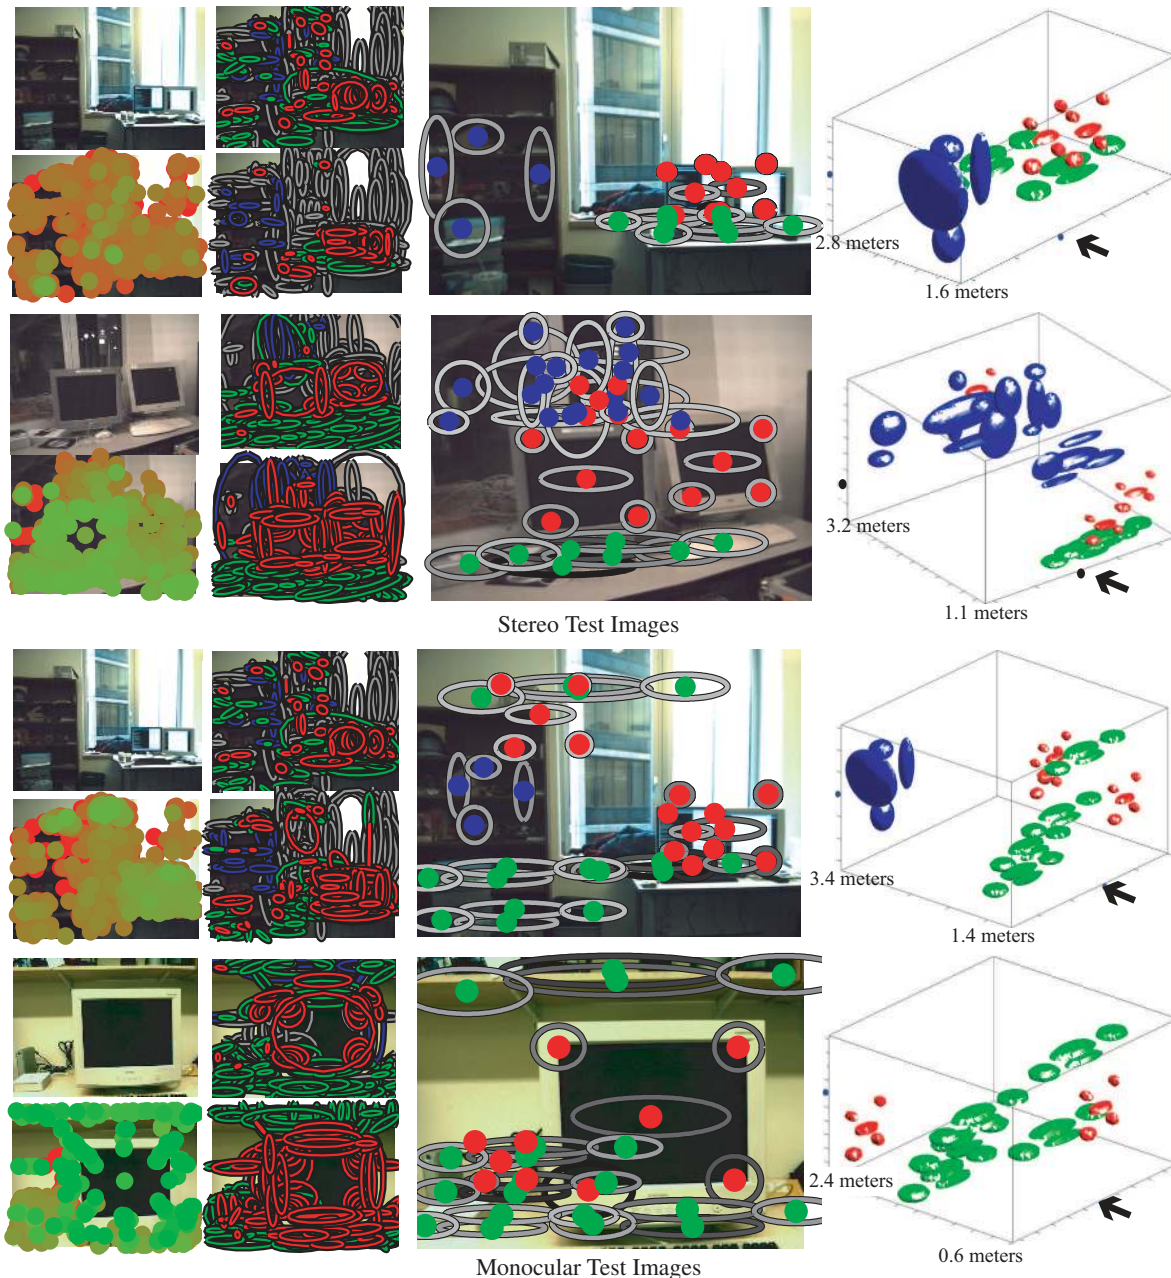 2.8 meters
1.6 meters
3.2 meters
1.1 meters
Stereo Test Images
3.4 meters
1.4 meters
2.4 meters
0.6 meters
Monocular Test Images